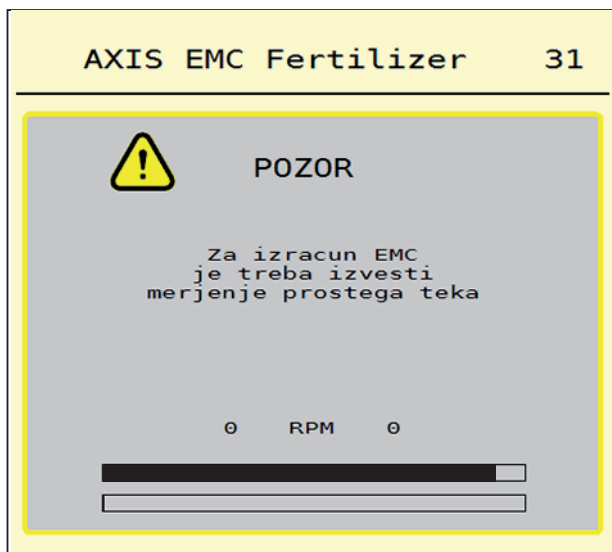 AXIS EMC Fertilizer 31
POZOR
Za izracun EMC
je treba izvesti
merjenje prostega teka
0 RPM 0